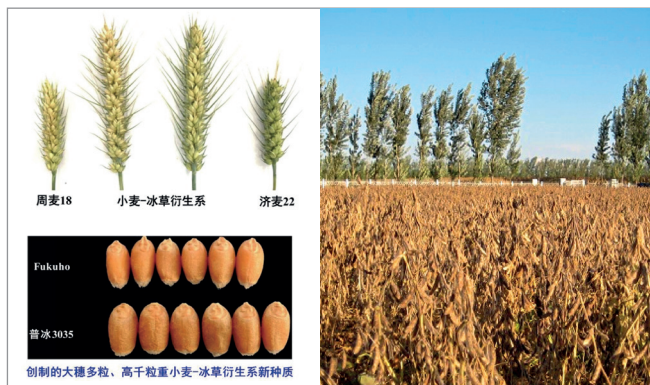 周麦18 小麦-冰草衍生系 济麦22
Fukuho
普冰3035
创制的大穗多粒、高千粒重小麦-冰草衍生系新种质